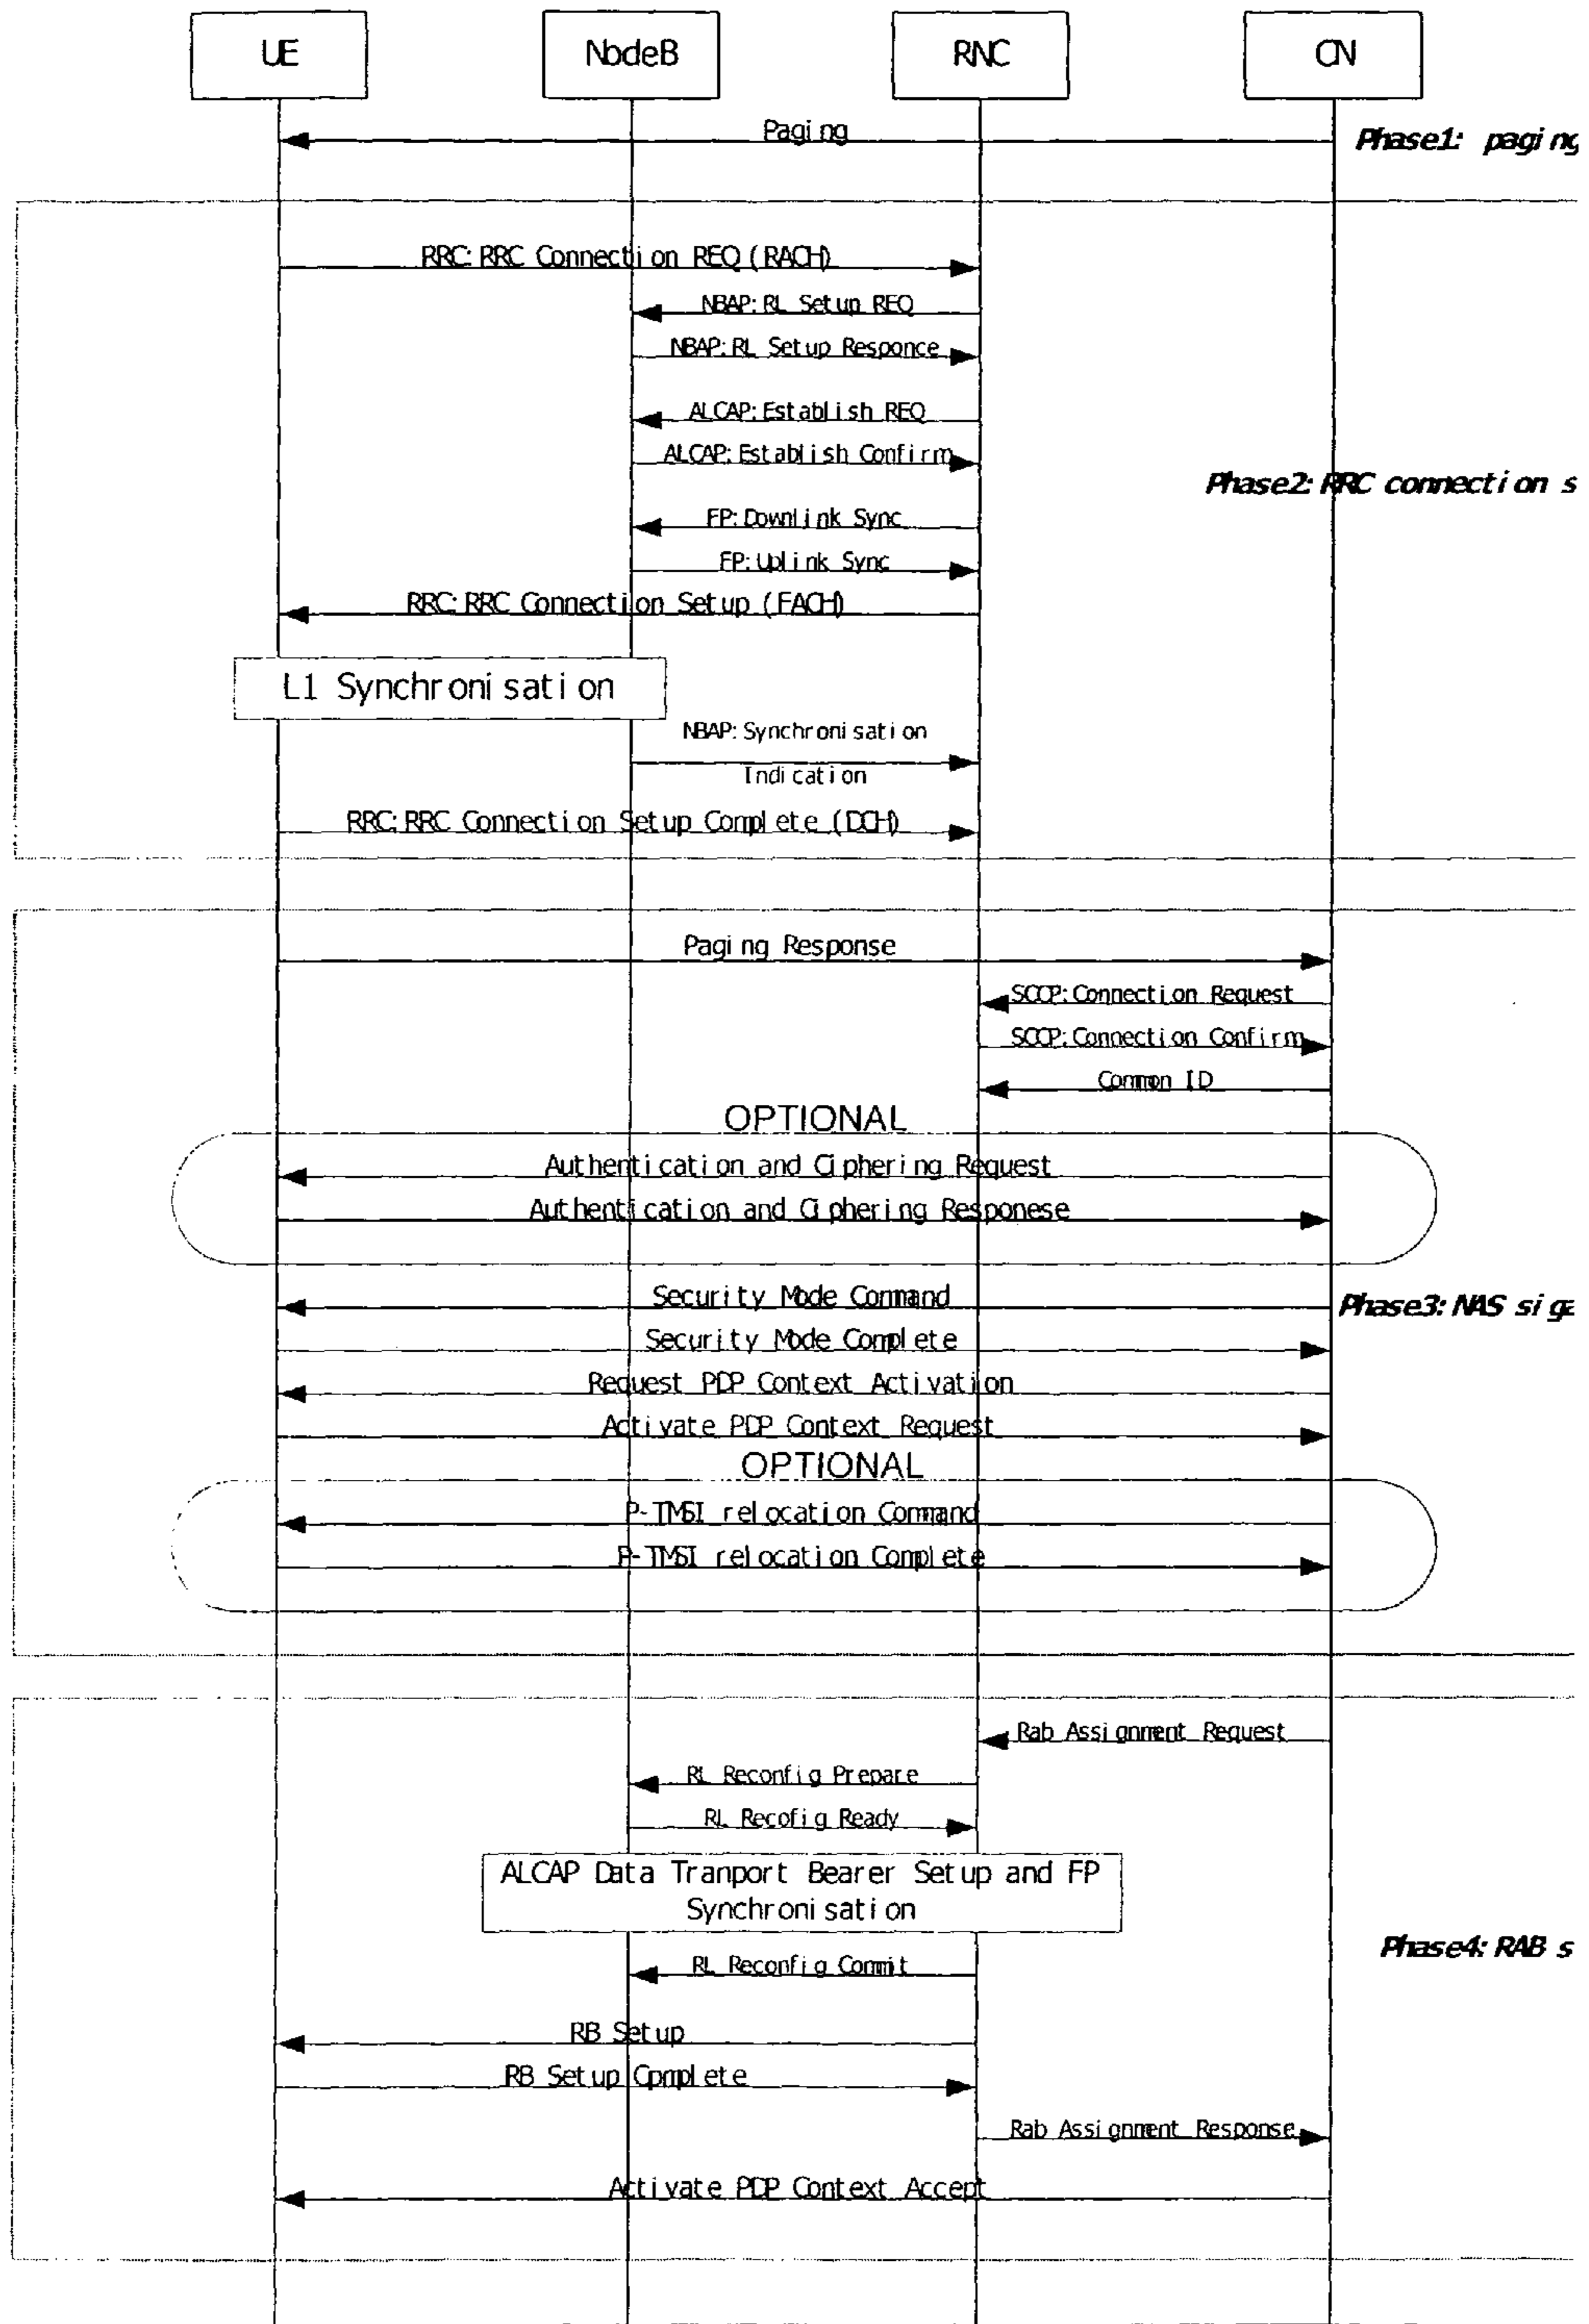 UE
NodeB
RNC
CN
Paging
Phase1: paging
RRC:RRC Connection REQ(RACH)
NBAP:RL Setup REQ
NBAP:RL Setup Responce
ALCAP:Establish REQ
ALCAP:Establish Confirm
Phase2:RRC connection s
FP:Downlink Sync
FP:Uplink Sync
RRC:RRC Connection Setup (FACH)
L1 Synchronisation
NBAP:Synchronisation
Indication
RRC:RRC Connection Setup Complete (DCH)
Paging Response
SCCP:Connection Request
SCCP:Connection Confirm
Common ID
OPTIONAL
Authentication and Ciphering Request
Authentication and Ciphering Responese
Security Mode Command
Phase3:NAS sig
Security Mode Complete
Request PDP Context Activation
Activate PDP Context Request
OPTIONAL
P-TMSI relocation Command
P-TMSI relocation Complete
Rab Assignment Request
RL Reconfig Prepare
RL Recofig Ready
ALCAP Data Tranport Bearer Setup and FP
Synchronisation
Phase4:RAB s
RL Reconfig Commit
RB Setup
RB Setup Complete
Rab Assignment Response
Activate PDP Context Accept